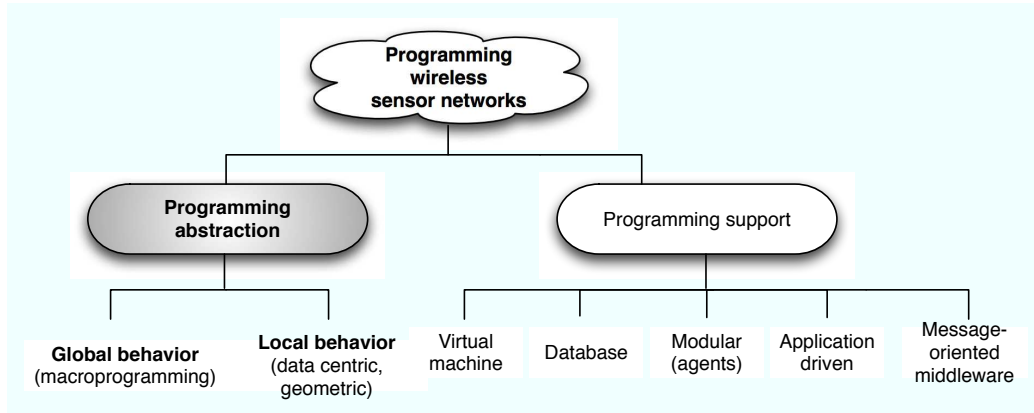 Programming
wireless
sensor networks
Programming
abstraction
Programming support
Global behavior
(macroprogramming)
Local behavior
(data centric,
geometric)
Virtual
machine
Database
Modular
(agents)
Application
driven
Message-
oriented
middleware